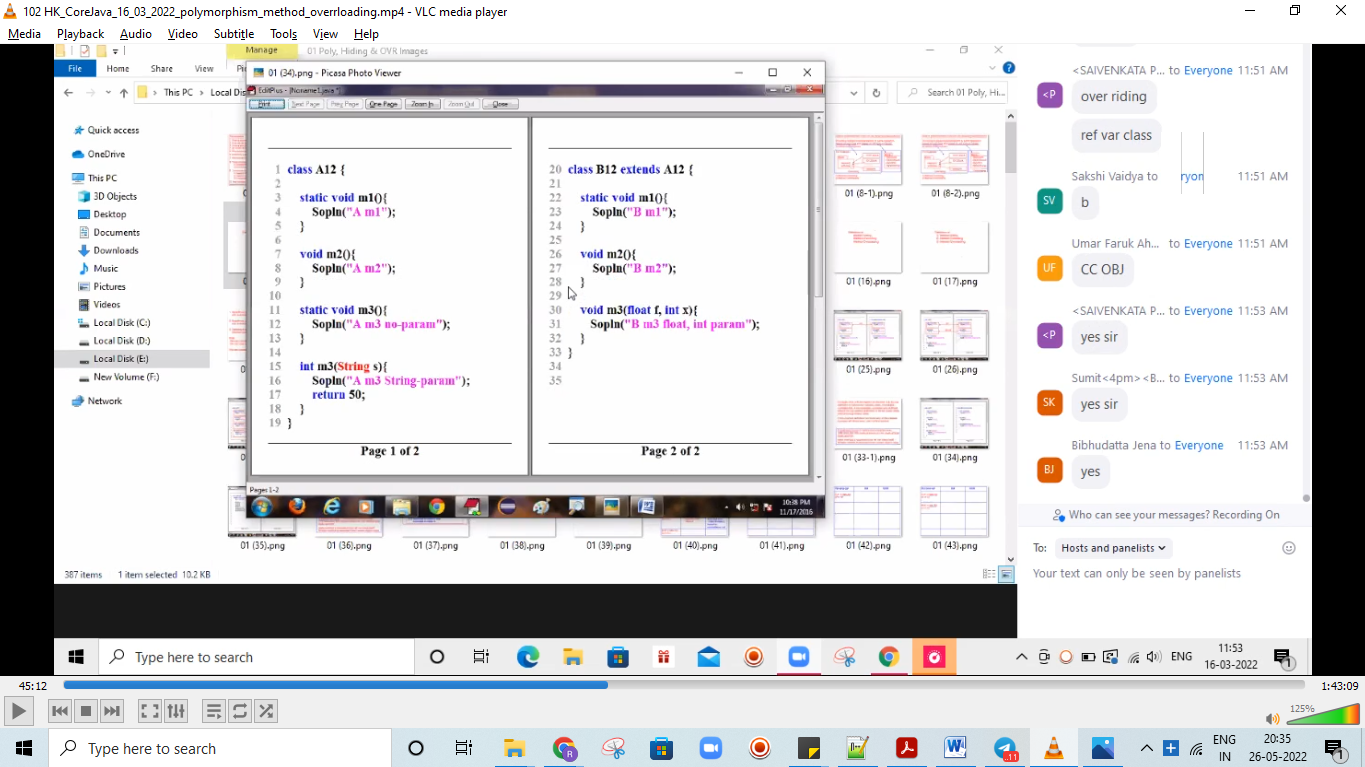 102 HK_CoreJava_16_03_2022_polymorphism_method_overloading.mp4 - VLC media player
Media Playback Audio Video Subtitle Tools View Help
Manage 01 Poly, Hiding & OVR Images
File Home Share View
This PC > Local Dis
Search 01 Poly, Hi...
Quick access
OneDrive
This PC
3D Objects
Desktop
Documents
Downloads
Music
Pictures
Videos
Local Disk (C:)
Local Disk (D:)
Local Disk (E:)
New Volume (F:)
Network
01 (34).png - Picasa Photo Viewer
EditPlus - [Noname1.java *]
Print Next Page Prev Page One Page Zoom In Zoom Out Close
1 class A12 {
2
3 static void m1(){
4 Sopln("A m1");
5 }
6
7 void m2(){
8 Sopln("A m2");
9 }
10
11 static void m3(){
12 Sopln("A m3 no-param");
13 }
14
15 int m3(String s){
16 Sopln("A m3 String-param");
17 return 50;
18 }
19 }
Page 1 of 2
20 class B12 extends A12 {
21
22 static void m1(){
23 Sopln("B m1");
24 }
25
26 void m2(){
27 Sopln("B m2");
28 }
29
30 void m3(float f, int x){
31 Sopln("B m3 float, int param");
32 }
33 }
34
35
Page 2 of 2
Pages 1-2
10:38 PM
11/17/2016
01 (8-1).png 01 (8-2).png
01 (16).png 01 (17).png
01 (25).png 01 (26).png
01 (33-1).png 01 (34).png
01 (35).png 01 (36).png 01 (37).png 01 (38).png 01 (39).png 01 (40).png 01 (41).png 01 (42).png 01 (43).png
387 items 1 item selected 10.2 KB
<SAIVENKATA P... to Everyone 11:51 AM
<P over riding
ref var class
Sakshi Vaidya to ryon 11:51 AM
SV b
Umar Faruk Ah... to Everyone 11:51 AM
UF CC OBJ
<SAIVENKATA P... to Everyone 11:53 AM
<P yes sir
Sumit<4pm> <B... to Everyone 11:53 AM
SK yes sir
Bibhudatta Jena to Everyone 11:53 AM
BJ yes
Who can see your messages? Recording On
To: Hosts and panelists
Your text can only be seen by panelists
Type here to search
ENG
11:53
16-03-2022
1
45:12 1:43:09
125%
Type here to search
R
.11
ENG
IN
20:35
26-05-2022
1